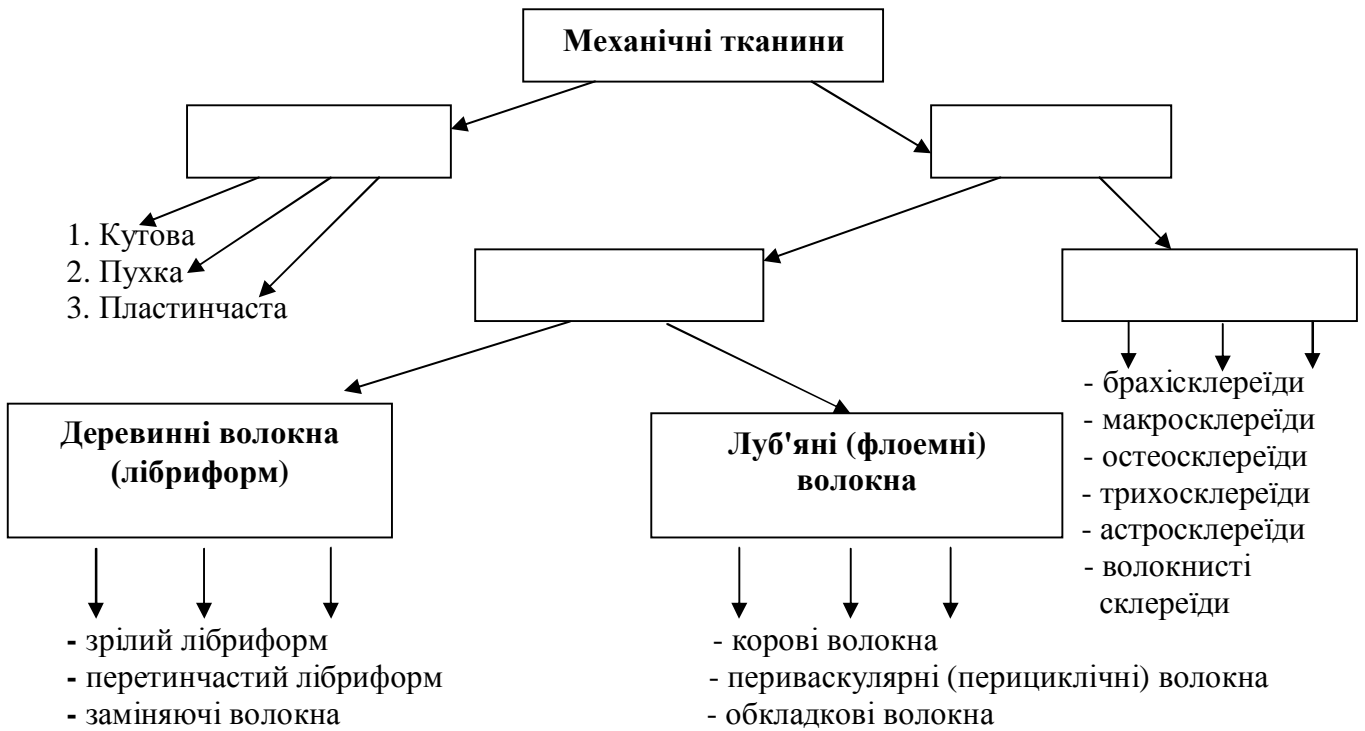 Механічні тканини
1. Кутова
2. Пухка
3. Пластинчаста
Деревинні волокна
(лібриформ)
- зрілий лібриформ
- перетинчастий лібриформ
- заміняючі волокна
Луб'яні (флоемні)
волокна
- корові волокна
- периваскулярні (перициклічні) волокна
- обкладкові волокна
- брахісклереїди
- макросклереїди
- остеосклереїди
- трихосклереїди
- астросклереїди
- волокнисті
склереїди